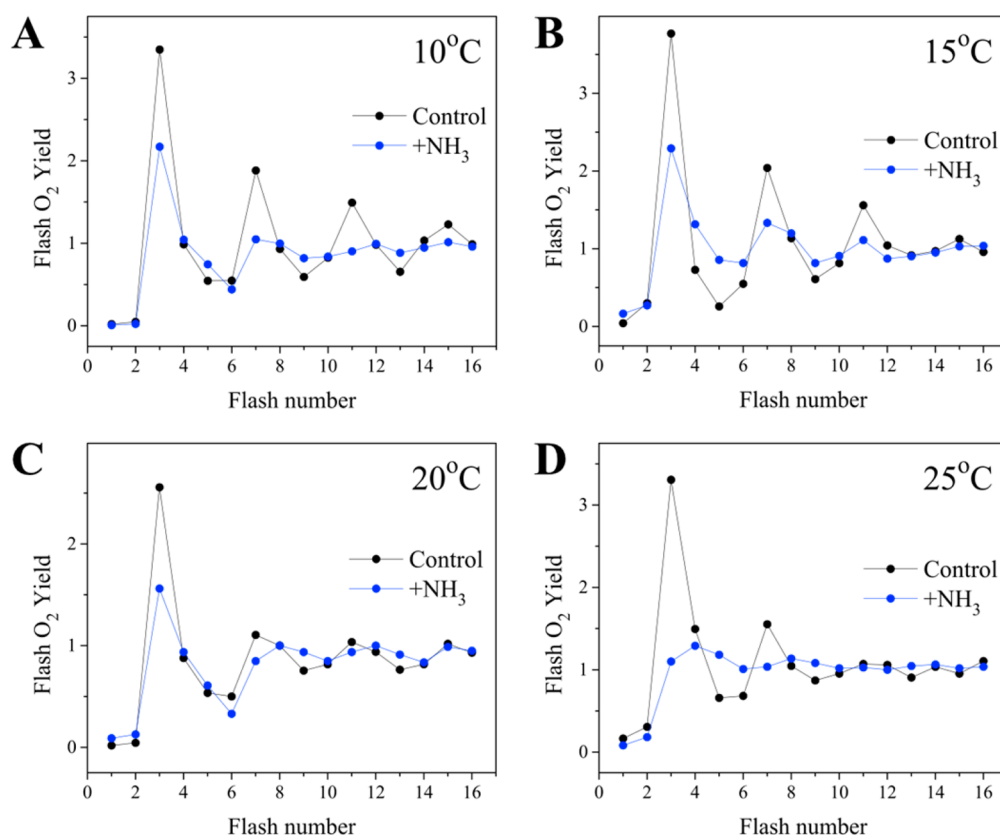 A
10°C
Control
+NH₃
Flash O₂ Yield
3
2
1
0
0 2 4 6 8 10 12 14 16
Flash number
B
15°C
Control
+NH₃
Flash O₂ Yield
3
2
1
0
0 2 4 6 8 10 12 14 16
Flash number
C
20°C
Control
+NH₃
Flash O₂ Yield
2
1
0
0 2 4 6 8 10 12 14 16
Flash number
D
25°C
Control
+NH₃
Flash O₂ Yield
3
2
1
0
0 2 4 6 8 10 12 14 16
Flash number